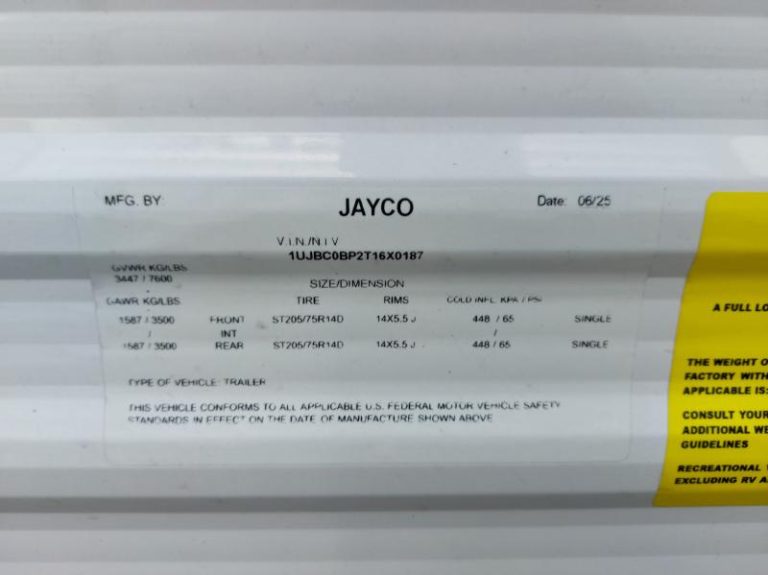 MFG. BY: JAYCO Date: 06/25
V.I.N./N.I.V
1UJBC0BP2T16X0187
GVWR KG/LBS
3447 / 7600
SIZE/DIMENSION
GAWR KG/LBS TIRE RIMS COLD INFL. KPA / PSI
1587 / 3500 FRONT ST205/75R14D 14X5.5 J 448 / 65 SINGLE
/ INT /
1587 / 3500 REAR ST205/75R14D 14X5.5 J 448 / 65 SINGLE
TYPE OF VEHICLE: TRAILER
THIS VEHICLE CONFORMS TO ALL APPLICABLE U.S. FEDERAL MOTOR VEHICLE SAFETY
STANDARDS IN EFFECT ON THE DATE OF MANUFACTURE SHOWN ABOVE
A FULL LO
THE WEIGHT O
FACTORY WITH
APPLICABLE IS:
CONSULT YOUR
ADDITIONAL WE
GUIDELINES
RECREATIONAL
EXCLUDING RV A